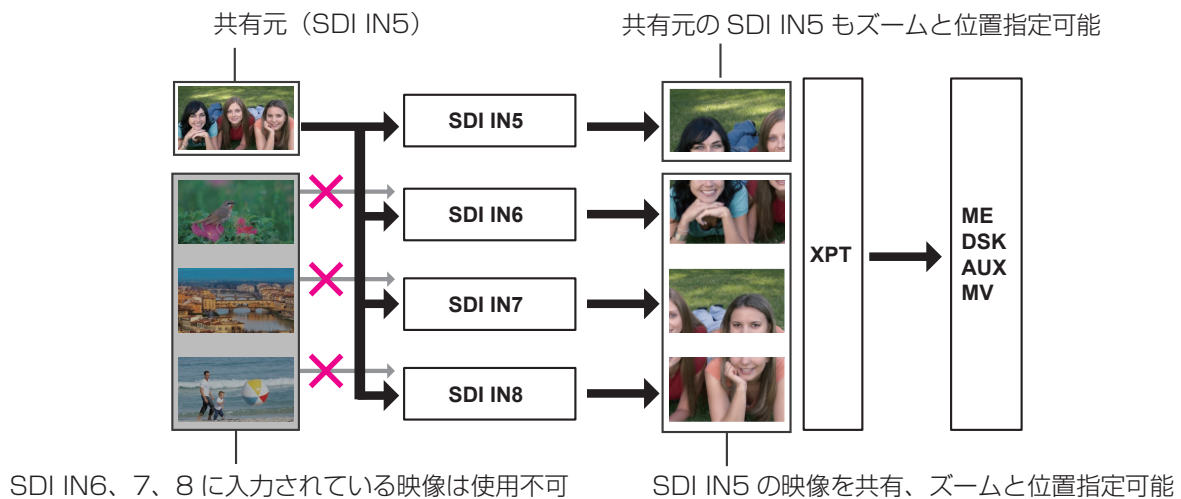 共有元（SDI IN5）
共有元の SDI IN5 もズームと位置指定可能
SDI IN5
SDI IN6
SDI IN7
SDI IN8
XPT
ME
DSK
AUX
MV
SDI IN6、7、8 に入力されている映像は使用不可
SDI IN5 の映像を共有、ズームと位置指定可能